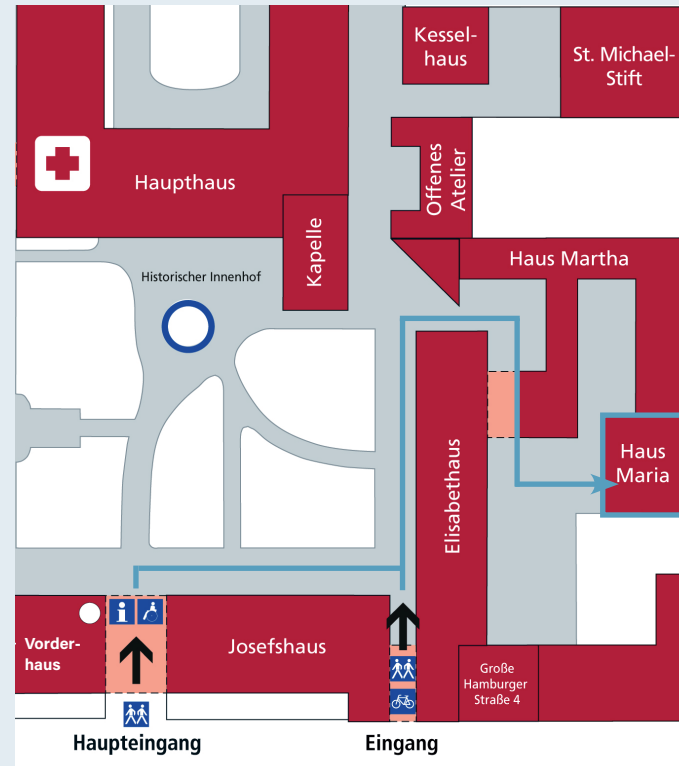 Kessel-
haus
St. Michael-
Stift
Haupthaus
Offenes
Atelier
Kapelle
Haus Martha
Historischer Innenhof
Elisabethhaus
Haus
Maria
Vorder-
haus
i
Josefshaus
Große
Hamburger
Straße 4
Haupteingang
Eingang